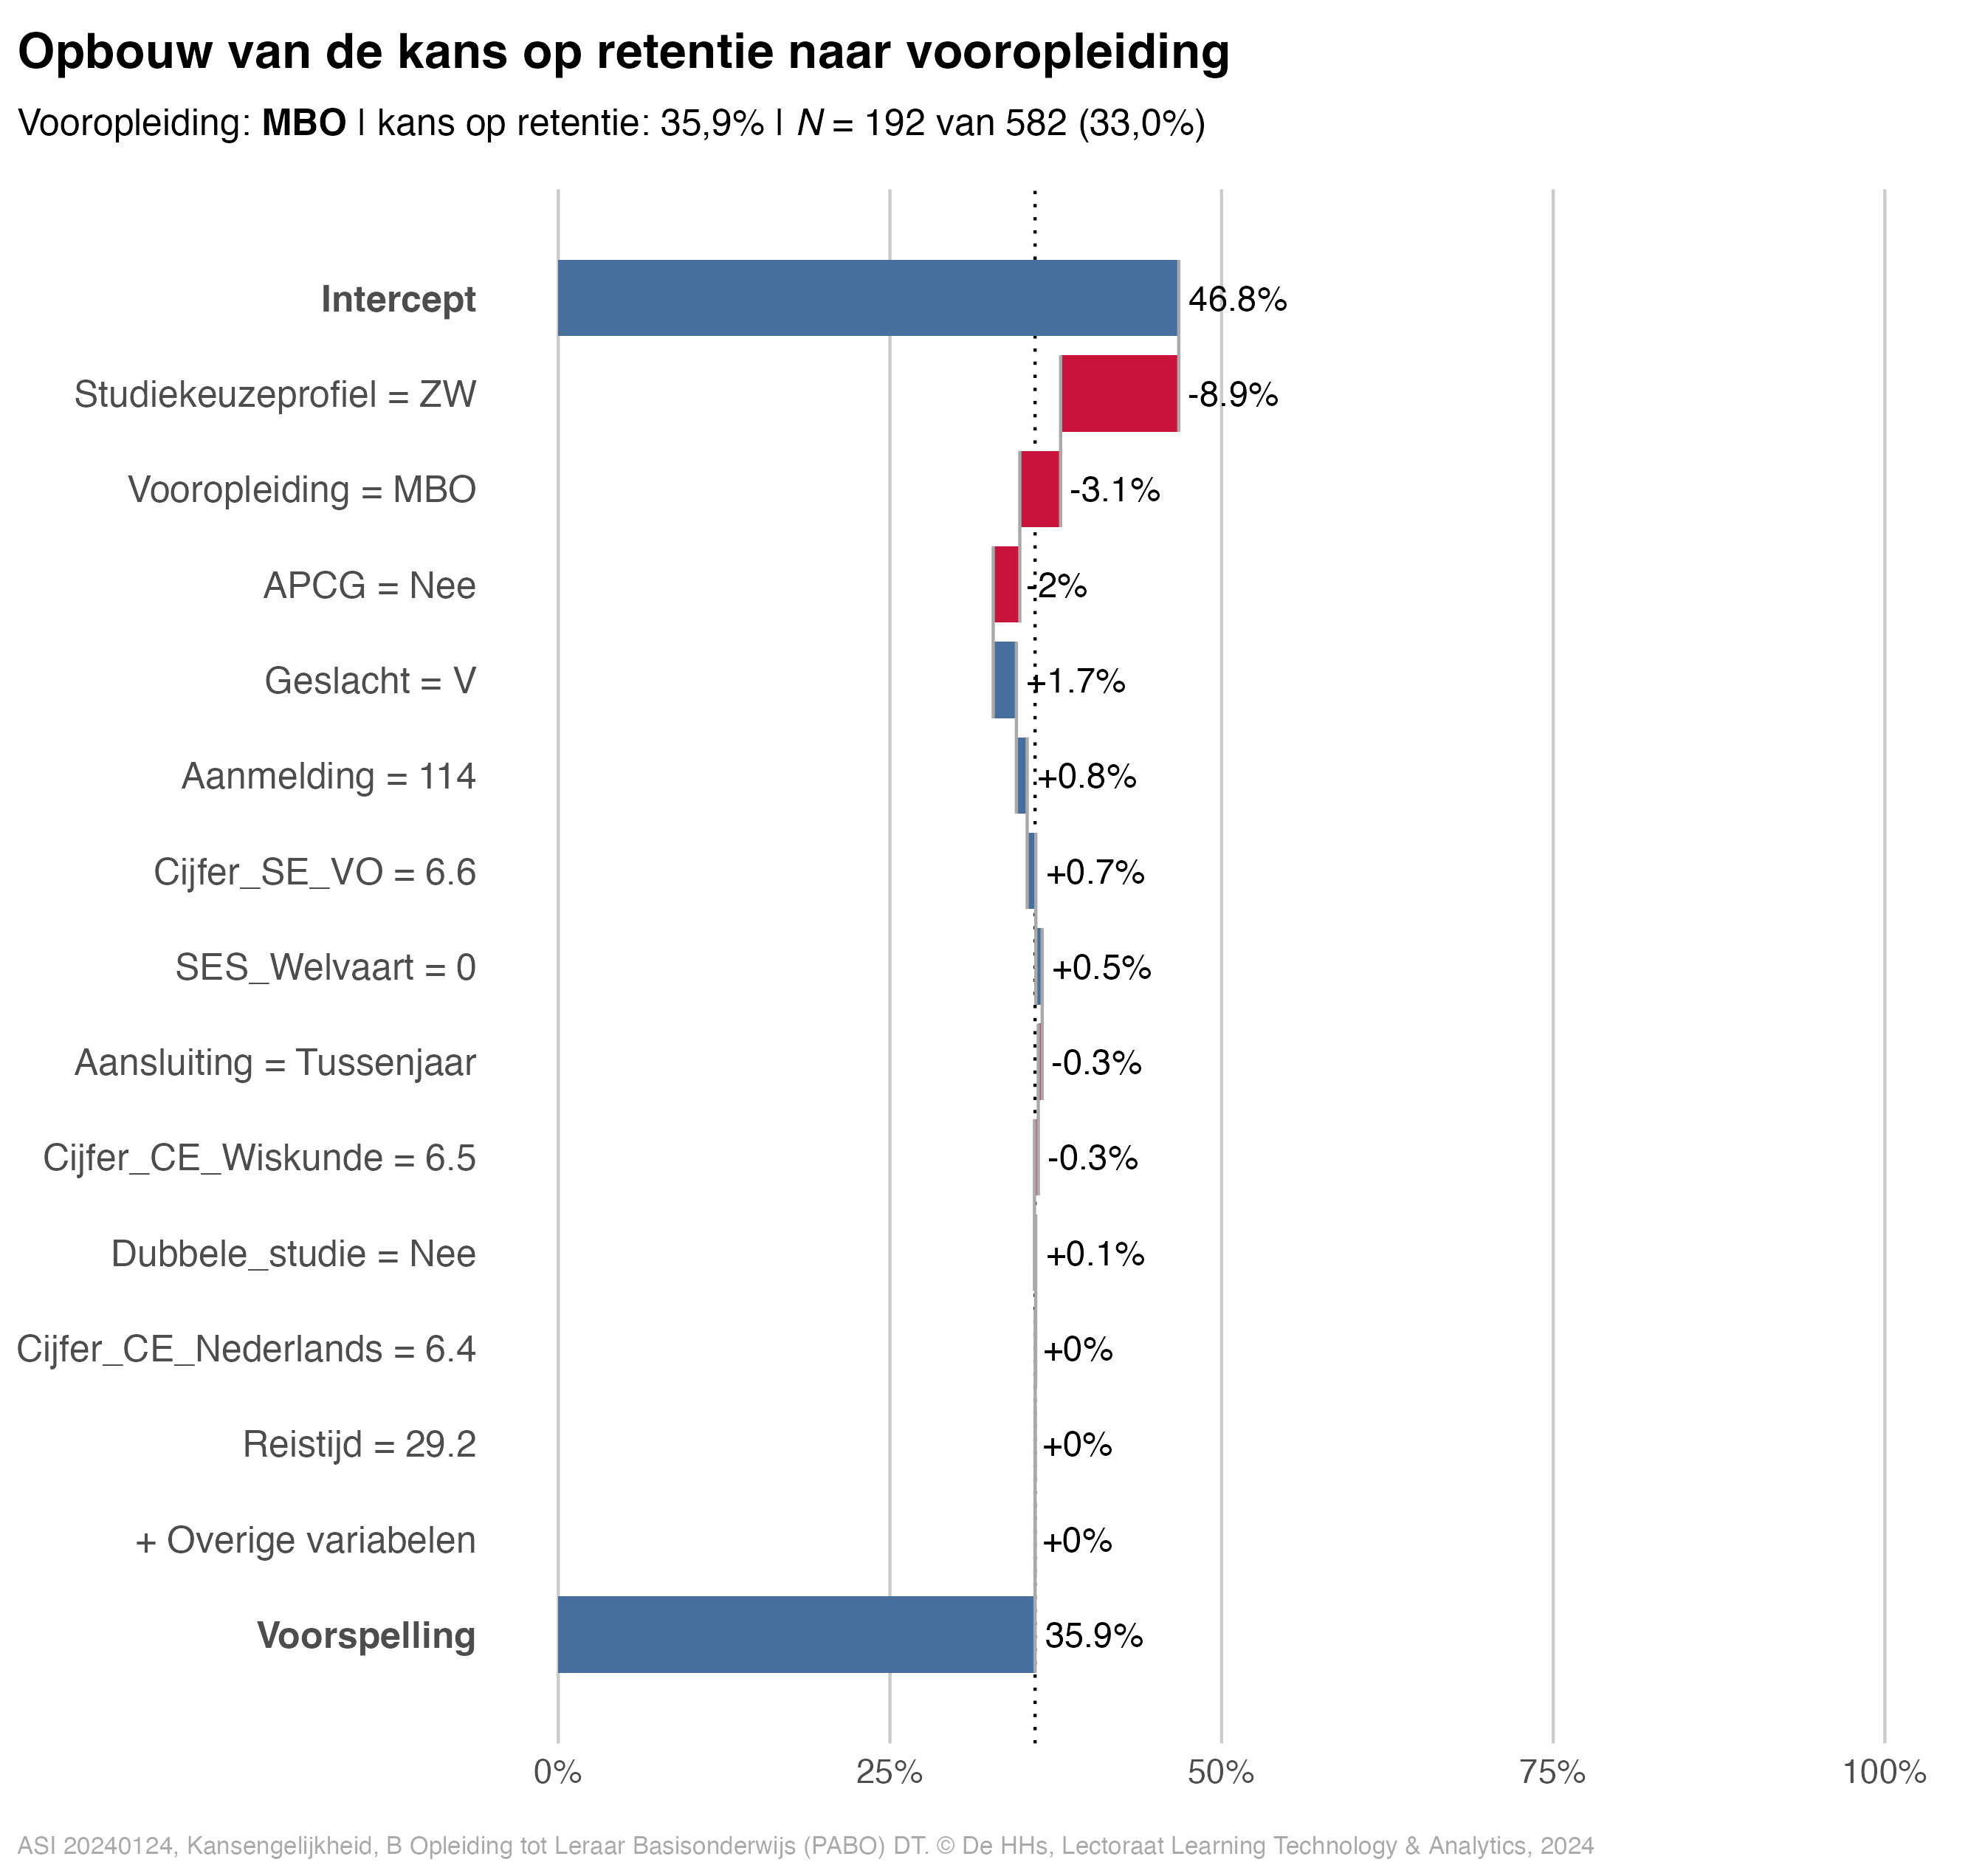 Opbouw van de kans op retentie naar vooropleiding
Vooropleiding: MBO | kans op retentie: 35,9% | N = 192 van 582 (33,0%)
Intercept 46.8%
Studiekeuzeprofiel = ZW -8.9%
Vooropleiding = MBO -3.1%
APCG = Nee -2%
Geslacht = V +1.7%
Aanmelding = 114 +0.8%
Cijfer_SE_VO = 6.6 +0.7%
SES_Welvaart = 0 +0.5%
Aansluiting = Tussenjaar -0.3%
Cijfer_CE_Wiskunde = 6.5 -0.3%
Dubbele_studie = Nee +0.1%
Cijfer_CE_Nederlands = 6.4 +0%
Reistijd = 29.2 +0%
+ Overige variabelen +0%
Voorspelling 35.9%
0% 25% 50% 75% 100%
ASI 20240124, Kansengelijkheid, B Opleiding tot Leraar Basisonderwijs (PABO) DT. © De HHs, Lectoraat Learning Technology & Analytics, 2024